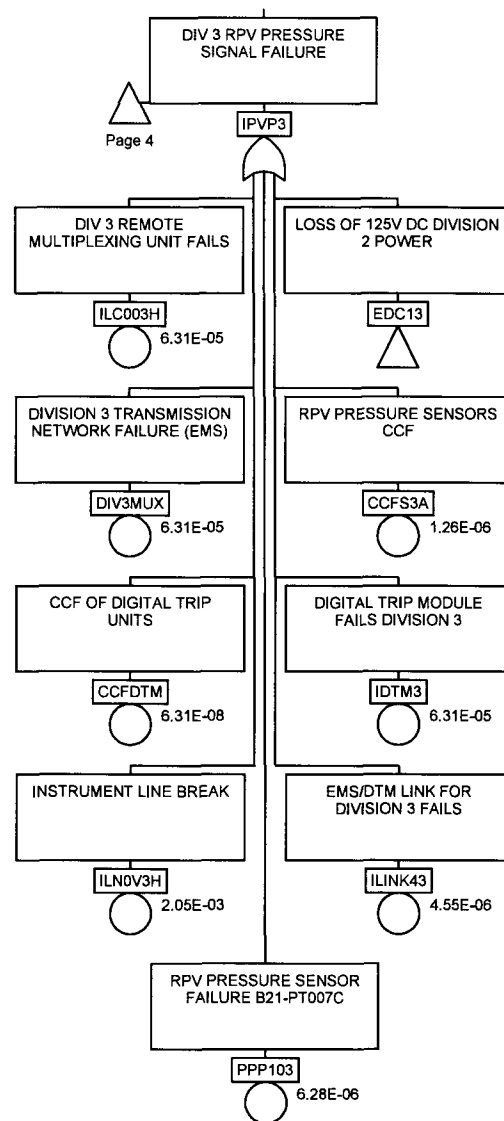 DIV 3 RPV PRESSURE
SIGNAL FAILURE
Page 4
IPVP3
DIV 3 REMOTE
MULTIPLEXING UNIT FAILS
ILC003H
6.31E-05
LOSS OF 125V DC DIVISION
2 POWER
EDC13
DIVISION 3 TRANSMISSION
NETWORK FAILURE (EMS)
DIV3MUX
6.31E-05
RPV PRESSURE SENSORS
CCF
CCFS3A
1.26E-06
CCF OF DIGITAL TRIP
UNITS
CCFDTM
6.31E-08
DIGITAL TRIP MODULE
FAILS DIVISION 3
IDTM3
6.31E-05
INSTRUMENT LINE BREAK
ILN0V3H
2.05E-03
EMS/DTM LINK FOR
DIVISION 3 FAILS
ILINK43
4.55E-06
RPV PRESSURE SENSOR
FAILURE B21-PT007C
PPP103
6.28E-06